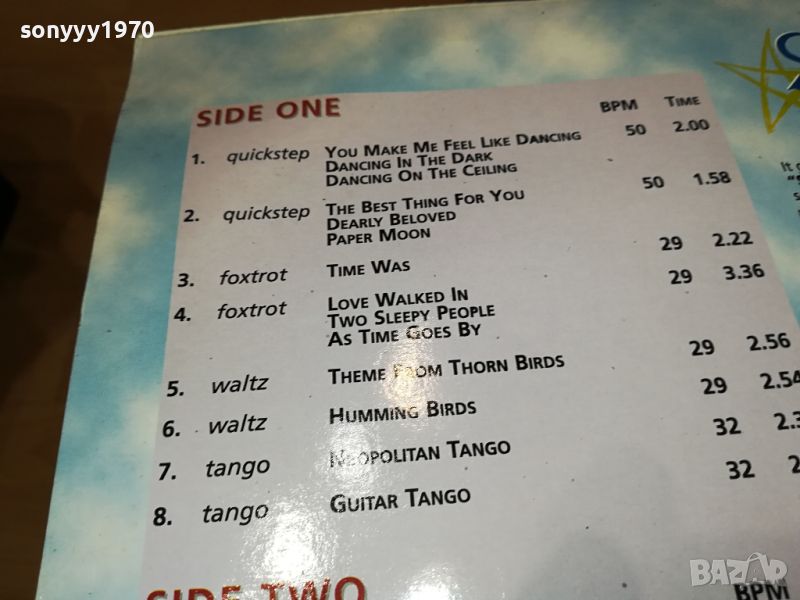 sonyyy1970
SIDE ONE BPM TIME
1. quickstep YOU MAKE ME FEEL LIKE DANCING 50 2.00
DANCING IN THE DARK
DANCING ON THE CEILING
2. quickstep THE BEST THING FOR YOU 50 1.58
DEARLY BELOVED
PAPER MOON
3. foxtrot TIME WAS 29 2.22
4. foxtrot LOVE WALKED IN 29 3.36
TWO SLEEPY PEOPLE
AS TIME GOES BY
5. waltz THEME FROM THORN BIRDS 29 2.56
6. waltz HUMMING BIRDS 29 2.54
7. tango NEOPOLITAN TANGO 32
8. tango GUITAR TANGO 32
SIDE TWO BPM
It
BAZAR